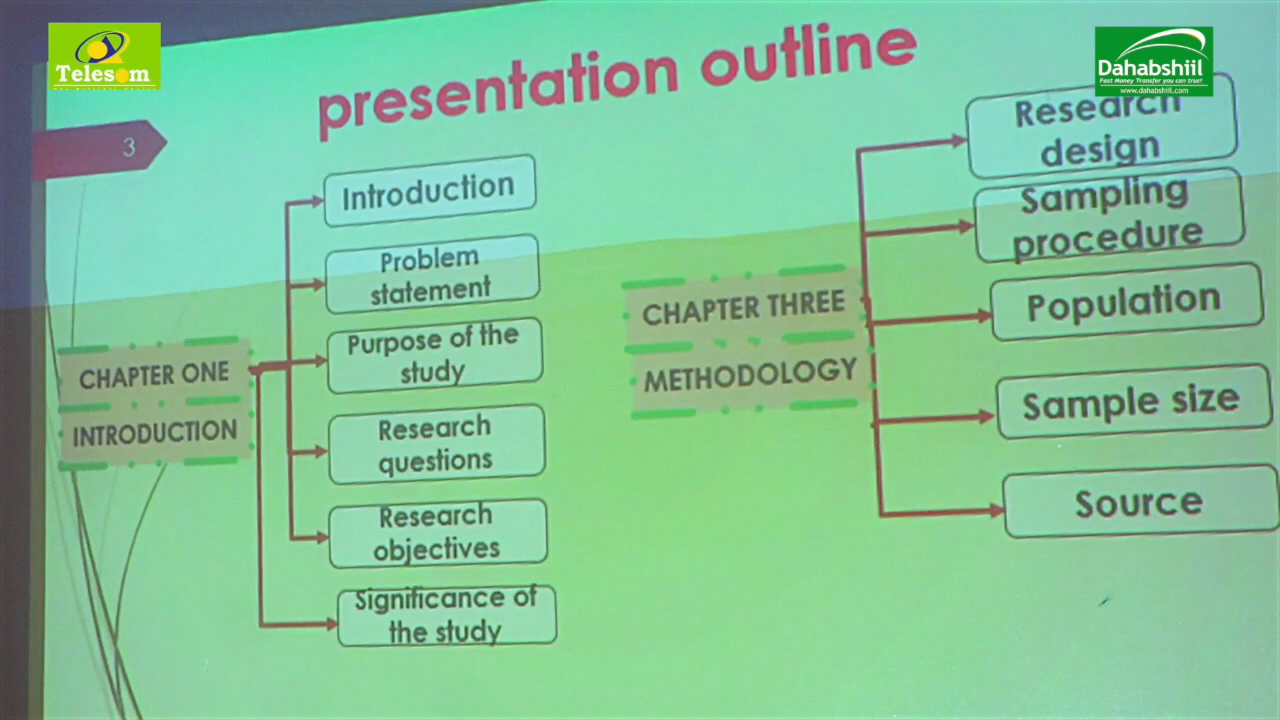 Telesom
Dahabshiil
Fast Money Transfer you can trust
www.dahabshiil.com
presentation outline
3
CHAPTER ONE
INTRODUCTION
Introduction
Problem
statement
Purpose of the
study
Research
questions
Research
objectives
Significance of
the study
CHAPTER THREE
METHODOLOGY
Research
design
Sampling
procedure
Population
Sample size
Source